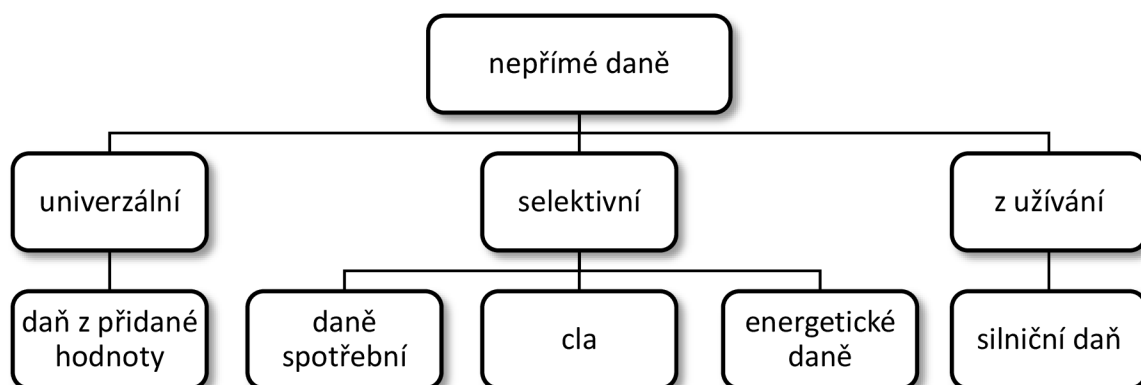 nepřímé daně
univerzální
selektivní
z užívání
daň z přidané
hodnoty
daně
spotřební
cla
energetické
daně
silniční daň